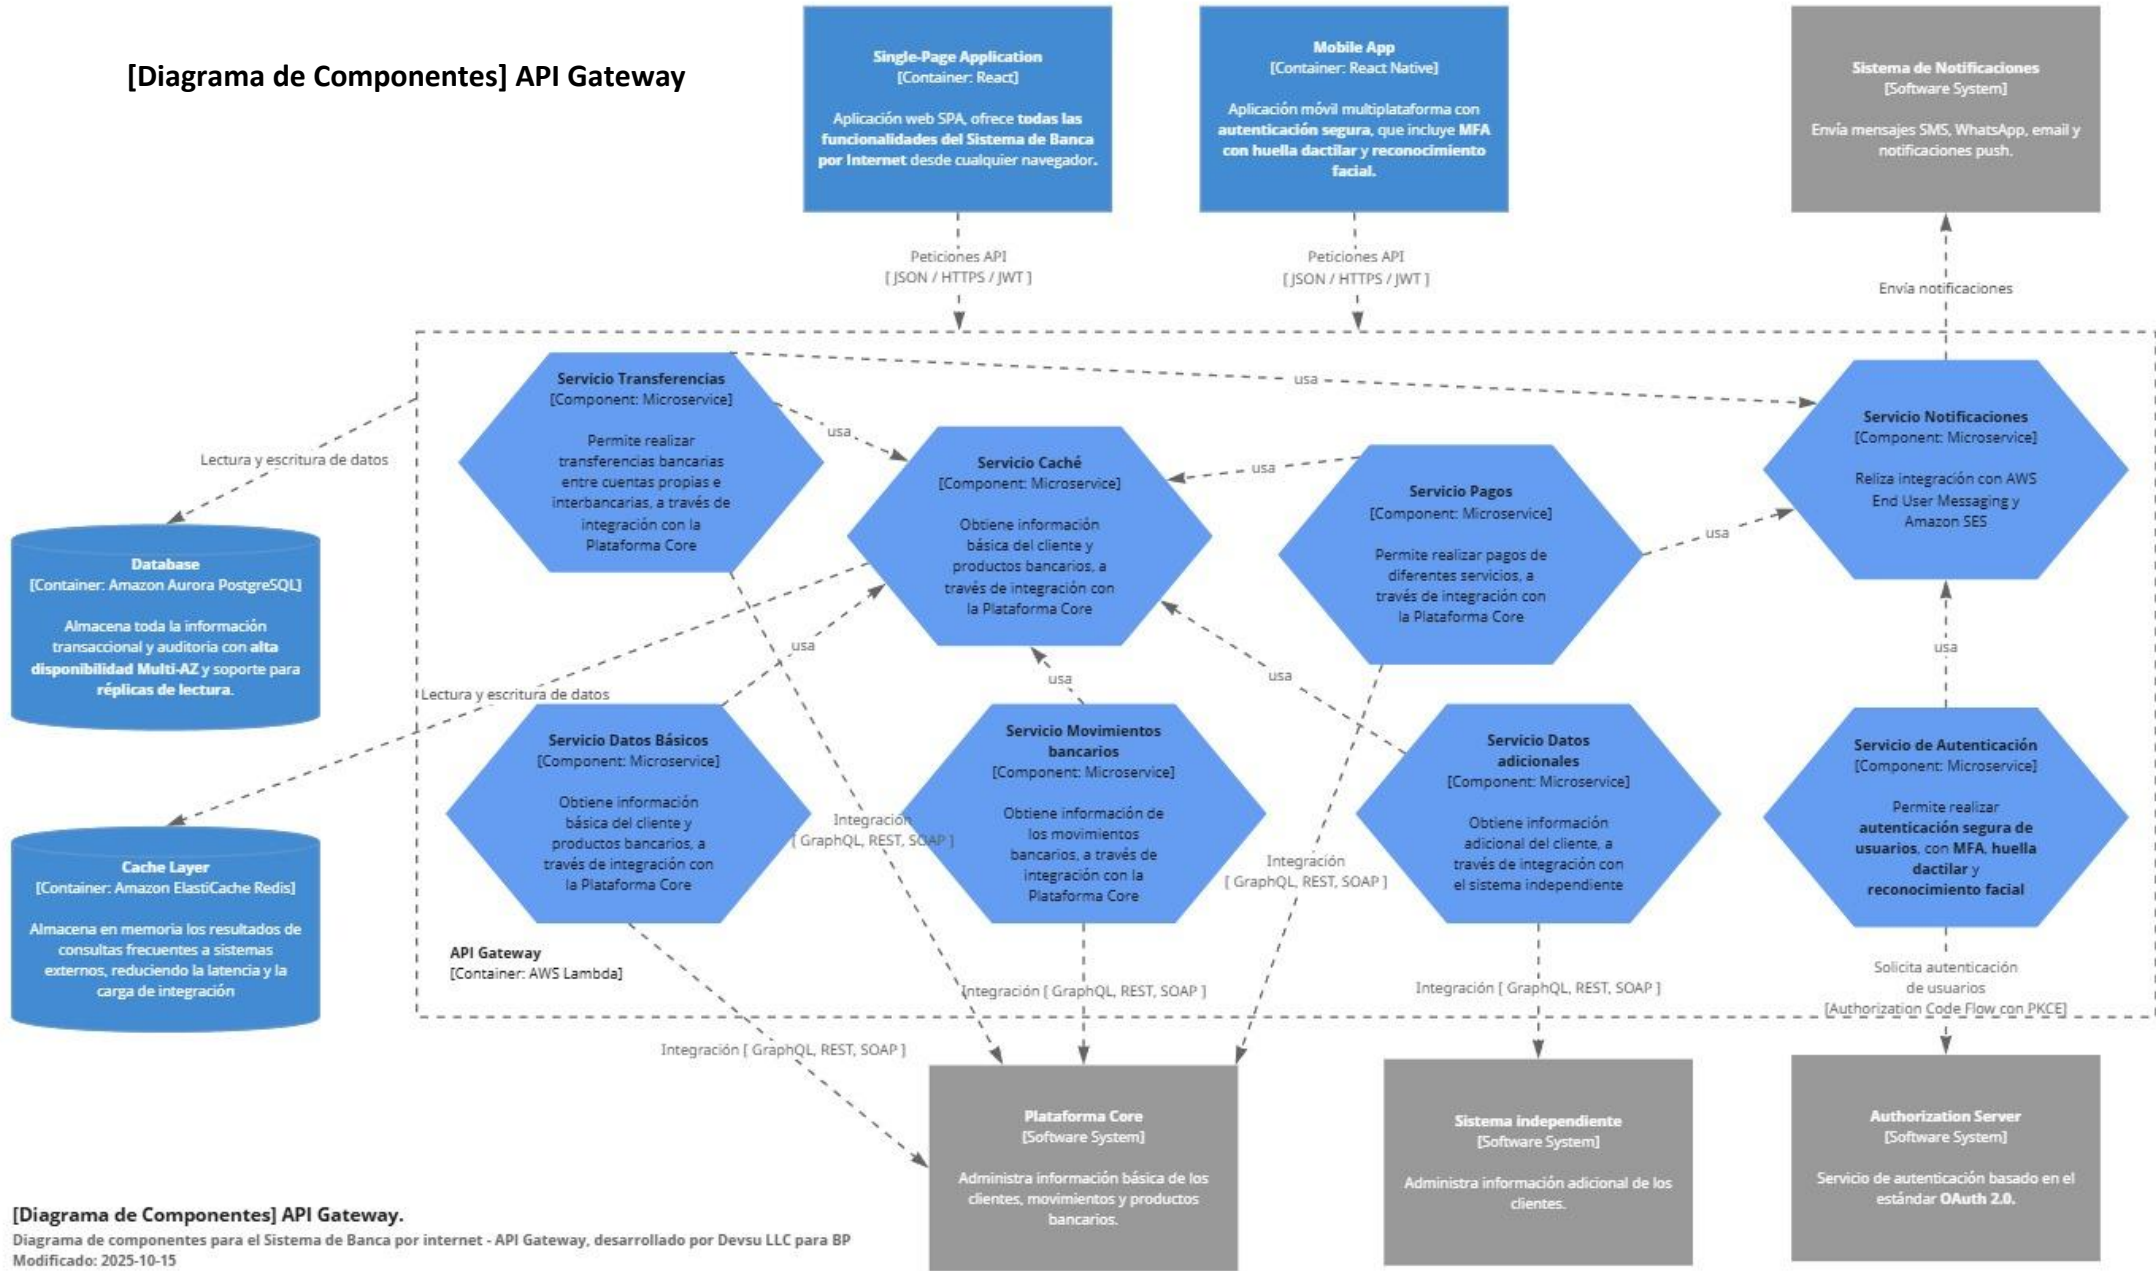 [Diagrama de Componentes] API Gateway
Single-Page Application
[Container: React]
Aplicación web SPA, ofrece todas las
funcionalidades del Sistema de Banca
por Internet desde cualquier navegador.
Mobile App
[Container: React Native]
Aplicación móvil multiplataforma con
autenticación segura, que incluye MFA
con huella dactilar y reconocimiento
facial.
Sistema de Notificaciones
[Software System]
Envía mensajes SMS, WhatsApp, email y
notificaciones push.
Peticiones API
[ JSON / HTTPS / JWT ]
Peticiones API
[ JSON / HTTPS / JWT ]
Envía notificaciones
Servicio Transferencias
[Component: Microservice]
Permite realizar
transferencias bancarias
entre cuentas propias e
interbancarias, a través de
integración con la
Plataforma Core
usa
usa
Servicio Caché
[Component: Microservice]
Obtiene información
básica del cliente y
productos bancarios, a
través de integración con
la Plataforma Core
usa
Servicio Pagos
[Component: Microservice]
Permite realizar pagos de
diferentes servicios, a
través de integración con
la Plataforma Core
usa
Servicio Notificaciones
[Component: Microservice]
Reliza integración con AWS
End User Messaging y
Amazon SES
Lectura y escritura de datos
Database
[Container: Amazon Aurora PostgreSQL]
Almacena toda la información
transaccional y auditoria con alta
disponibilidad Multi-AZ y soporte para
réplicas de lectura.
Lectura y escritura de datos
usa
usa
usa
usa
Servicio Datos Básicos
[Component: Microservice]
Obtiene información
básica del cliente y
productos bancarios, a
través de integración con
la Plataforma Core
Integración
[ GraphQL, REST, SOAP ]
Servicio Movimientos
bancarios
[Component: Microservice]
Obtiene información de
los movimientos
bancarios, a través de
integración con la
Plataforma Core
Integración
[ GraphQL, REST, SOAP ]
Servicio Datos
adicionales
[Component: Microservice]
Obtiene información
adicional del cliente, a
través de integración con
el sistema independiente
Servicio de Autenticación
[Component: Microservice]
Permite realizar
autenticación segura de
usuarios, con MFA, huella
dactilar y
reconocimiento facial
Cache Layer
[Container: Amazon ElastiCache Redis]
Almacena en memoria los resultados de
consultas frecuentes a sistemas
externos, reduciendo la latencia y la
carga de integración
API Gateway
[Container: AWS Lambda]
Integración [ GraphQL, REST, SOAP ]
Integración [ GraphQL, REST, SOAP ]
Solicita autenticación
de usuarios
[Authorization Code Flow con PKCE]
Integración [ GraphQL, REST, SOAP ]
Plataforma Core
[Software System]
Administra información básica de los
clientes, movimientos y productos
bancarios.
Sistema independiente
[Software System]
Administra información adicional de los
clientes.
Authorization Server
[Software System]
Servicio de autenticación basado en el
estándar OAuth 2.0.
[Diagrama de Componentes] API Gateway.
Diagrama de componentes para el Sistema de Banca por internet - API Gateway, desarrollado por Devsu LLC para BP
Modificado: 2025-10-15